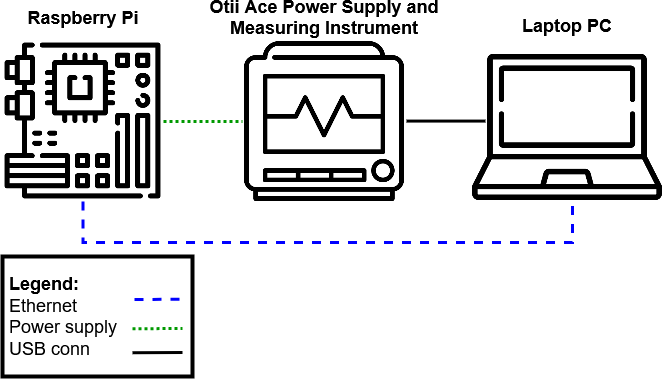 Raspberry Pi
Otii Ace Power Supply and
Measuring Instrument
Laptop PC
Legend:
Ethernet
Power supply
USB conn